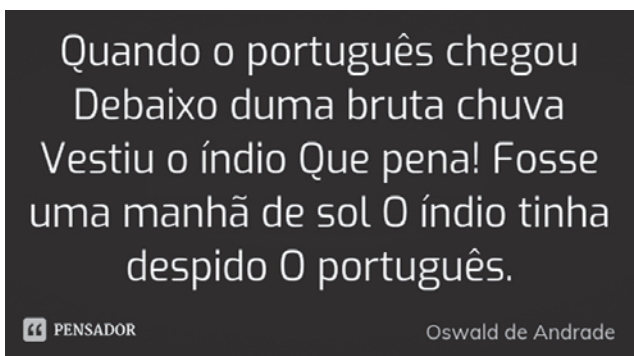 Quando o português chegou
Debaixo duma bruta chuva
Vestiu o índio Que pena! Fosse
uma manhã de sol O índio tinha
despido O português.
PENSADOR
Oswald de Andrade